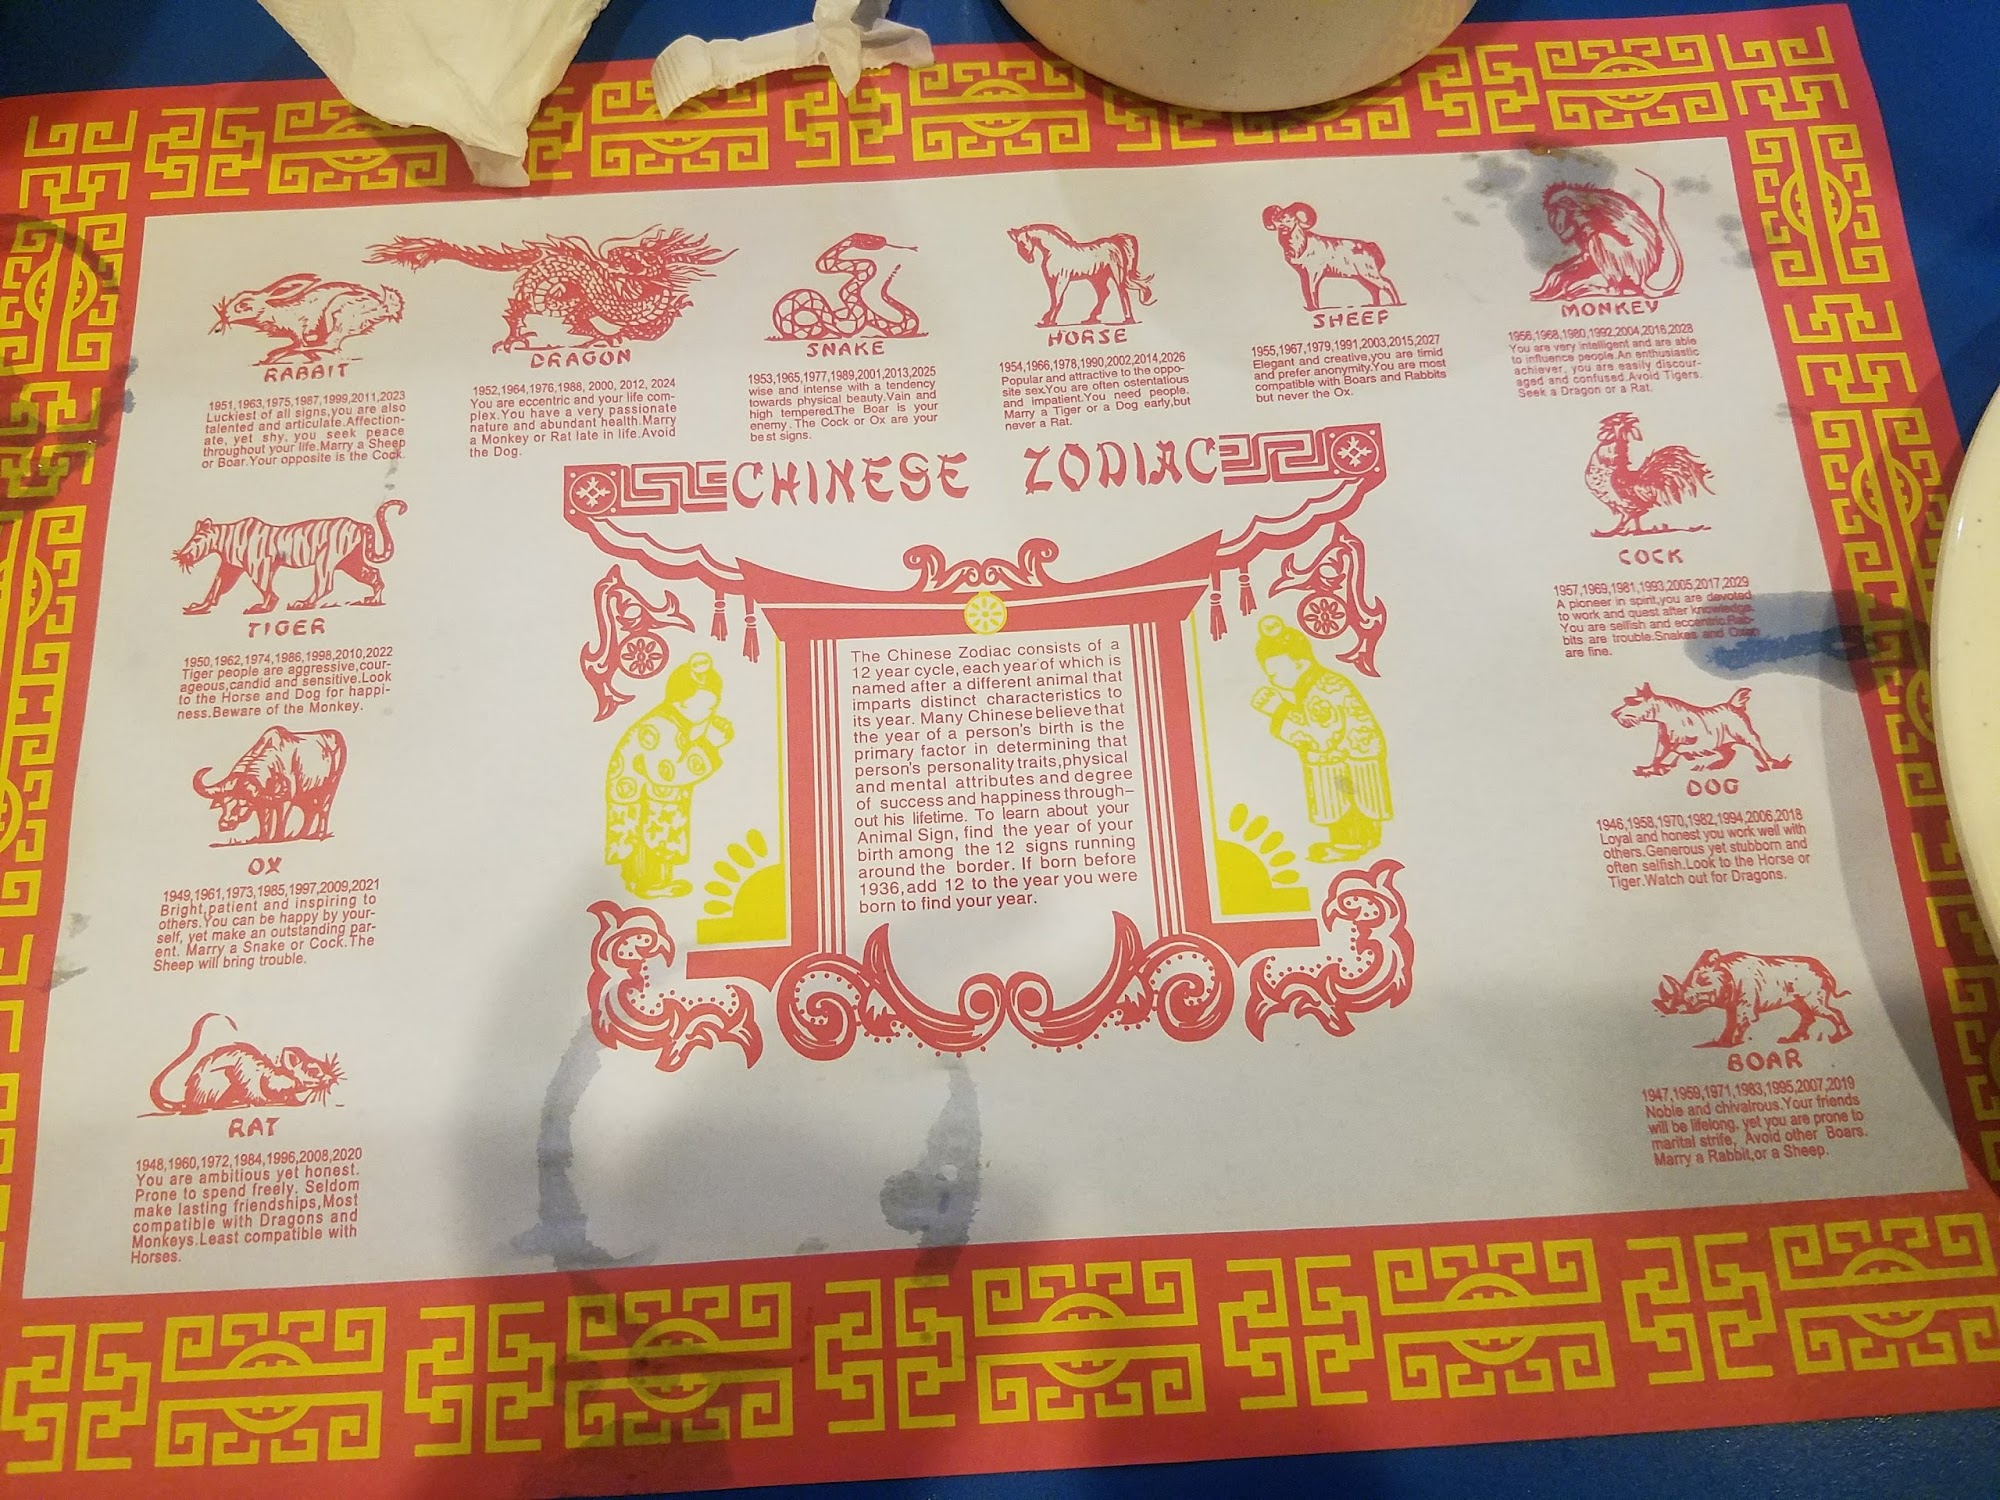 RABBIT
1951,1963,1975,1987,1999,2011,2023
Luckiest of all signs,you are also
talented and articulate.Affection-
ate, yet shy, you seek peace
throughout your life.Marry a Sheep
or Boar.Your opposite is the Cock.
DRAGON
1952,1964,1976,1988, 2000, 2012, 2024
You are eccentric and your life com-
plex.You have a very passionate
nature and abundant health.Marry
a Monkey or Rat late in life.Avoid
the Dog.
SNAKE
1953,1965,1977,1989,2001,2013,2025
wise and intense with a tendency
towards physical beauty.Vain and
high tempered.The Boar is your
enemy. The Cock or Ox are your
best signs.
HORSE
1954,1966,1978,1990,2002,2014,2026
Popular and attractive to the oppo-
site sex.You are often ostentatious
and impatient.You need people.
Marry a Tiger or a Dog early,but
never a Rat.
SHEEP
1955,1967,1979,1991,2003,2015,2027
Elegant and creative,you are timid
and prefer anonymity.You are most
compatible with Boars and Rabbits
but never the Ox.
MONKEY
1956,1968,1980,1992,2004,2016,2028
You are very intelligent and are able
to influence people.An enthusiastic
achiever, you are easily discour-
aged and confused.Avoid Tigers.
Seek a Dragon or a Rat.
COCK
1957,1969,1981,1993,2005,2017,2029
A pioneer in spirit,you are devoted
to work and quest after knowledge.
You are selfish and eccentric.Rab-
bits are trouble.Snakes and Oxen
are fine.
DOG
1946,1958,1970,1982,1994,2006,2018
Loyal and honest you work well with
others.Generous yet stubborn and
often selfish.Look to the Horse or
Tiger.Watch out for Dragons.
BOAR
1947,1959,1971,1983,1995,2007,2019
Noble and chivalrous.Your friends
will be lifelong, yet you are prone to
marital strife, Avoid other Boars.
Marry a Rabbit,or a Sheep.
TIGER
1950,1962,1974,1986,1998,2010,2022
Tiger people are aggressive,cour-
ageous,candid and sensitive.Look
to the Horse and Dog for happi-
ness.Beware of the Monkey.
OX
1949,1961,1973,1985,1997,2009,2021
Bright,patient and inspiring to
others.You can be happy by your-
self, yet make an outstanding par-
ent. Marry a Snake or Cock.The
Sheep will bring trouble.
RAT
1948,1960,1972,1984,1996,2008,2020
You are ambitious yet honest.
Prone to spend freely. Seldom
make lasting friendships,Most
compatible with Dragons and
Monkeys.Least compatible with
Horses.
CHINESE ZODIAC
The Chinese Zodiac consists of a
12 year cycle,each year of which is
named after a different animal that
imparts distinct characteristics to
its year. Many Chinese believe that
the year of a person's birth is the
primary factor in determining that
person's personality traits,physical
and mental attributes and degree
of success and happiness through-
out his lifetime. To learn about your
Animal Sign, find the year of your
birth among the 12 signs running
around the border. If born before
1936,add 12 to the year you were
born to find your year.